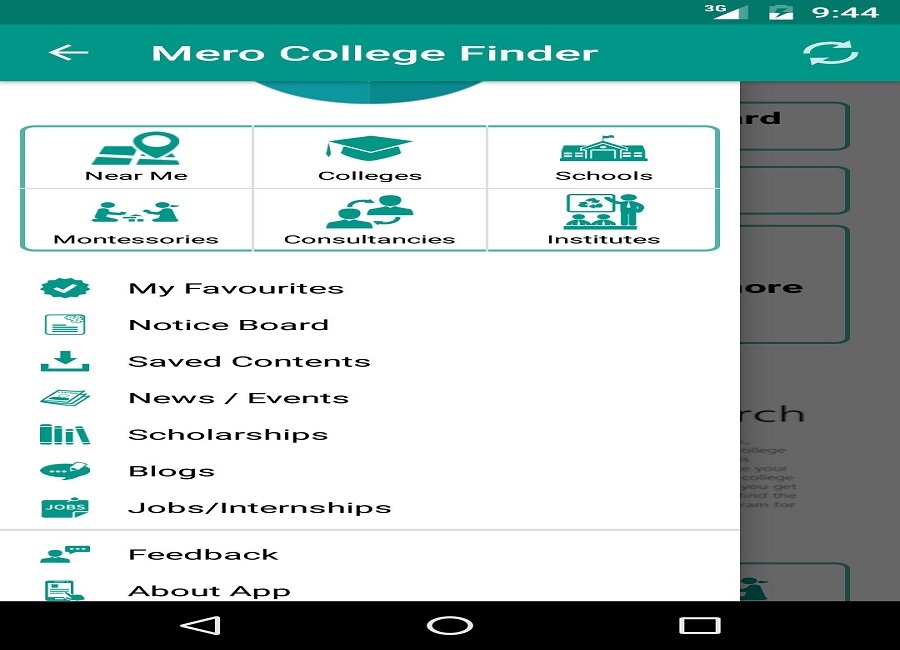 3G 9:44
Mero College Finder
Near Me Colleges Schools
Montessories Consultancies Institutes
My Favourites
Notice Board
Saved Contents
News / Events
Scholarships
Blogs
JOBS Jobs/Internships
Feedback
About App
ard
ore
rch
ollege
e your
college
you get
find the
am for